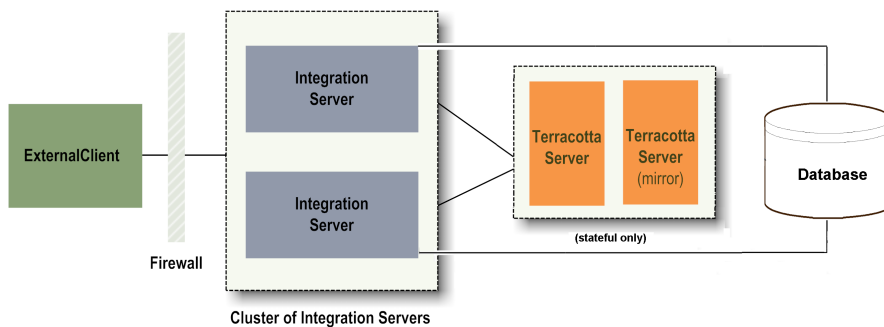 ExternalClient
Firewall
Integration
Server
Integration
Server
Cluster of Integration Servers
Terracotta
Server
Terracotta
Server
(mirror)
(stateful only)
Database